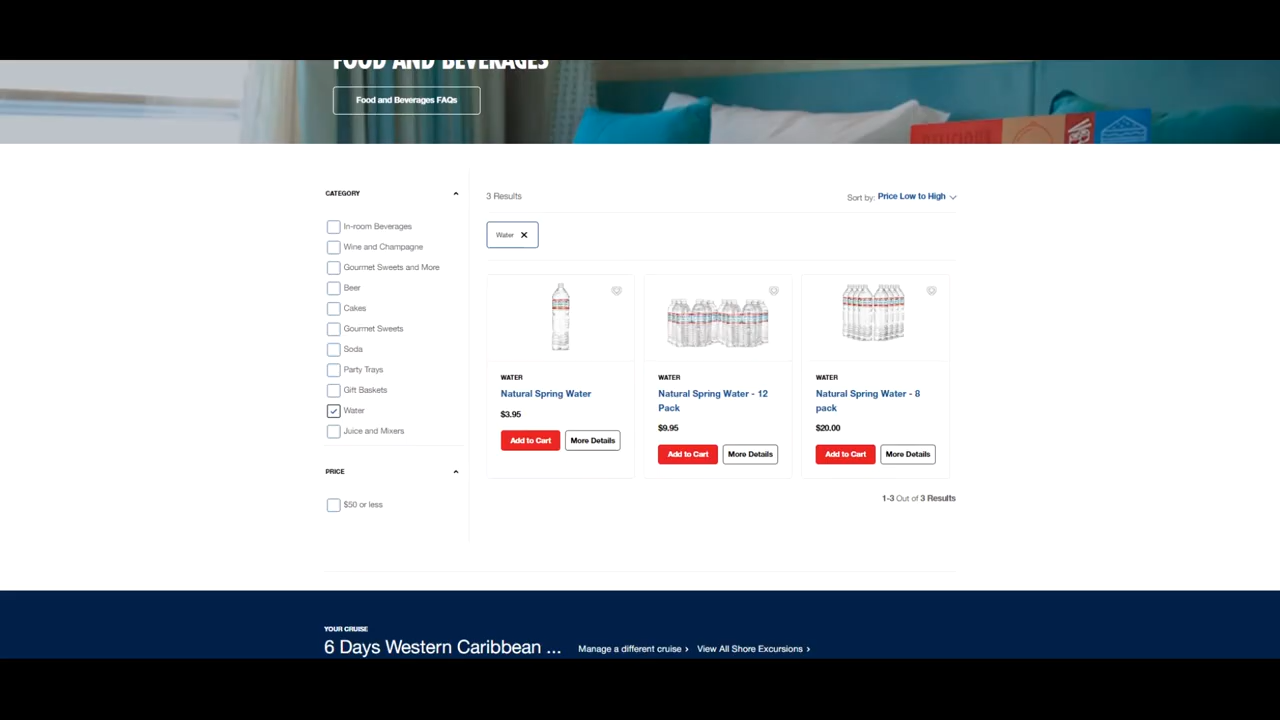 FOOD AND BEVERAGES
Food and Beverages FAQs
DELICIOUS
CATEGORY
In-room Beverages
Wine and Champagne
Gourmet Sweets and More
Beer
Cakes
Gourmet Sweets
Soda
Party Trays
Gift Baskets
Water
Juice and Mixers
PRICE
$50 or less
3 Results
Sort by: Price Low to High
Water
WATER
Natural Spring Water
$3.95
Add to Cart
More Details
WATER
Natural Spring Water - 12
Pack
$9.95
Add to Cart
More Details
WATER
Natural Spring Water - 8
pack
$20.00
Add to Cart
More Details
1-3 Out of 3 Results
YOUR CRUISE
6 Days Western Caribbean ...
Manage a different cruise
View All Shore Excursions